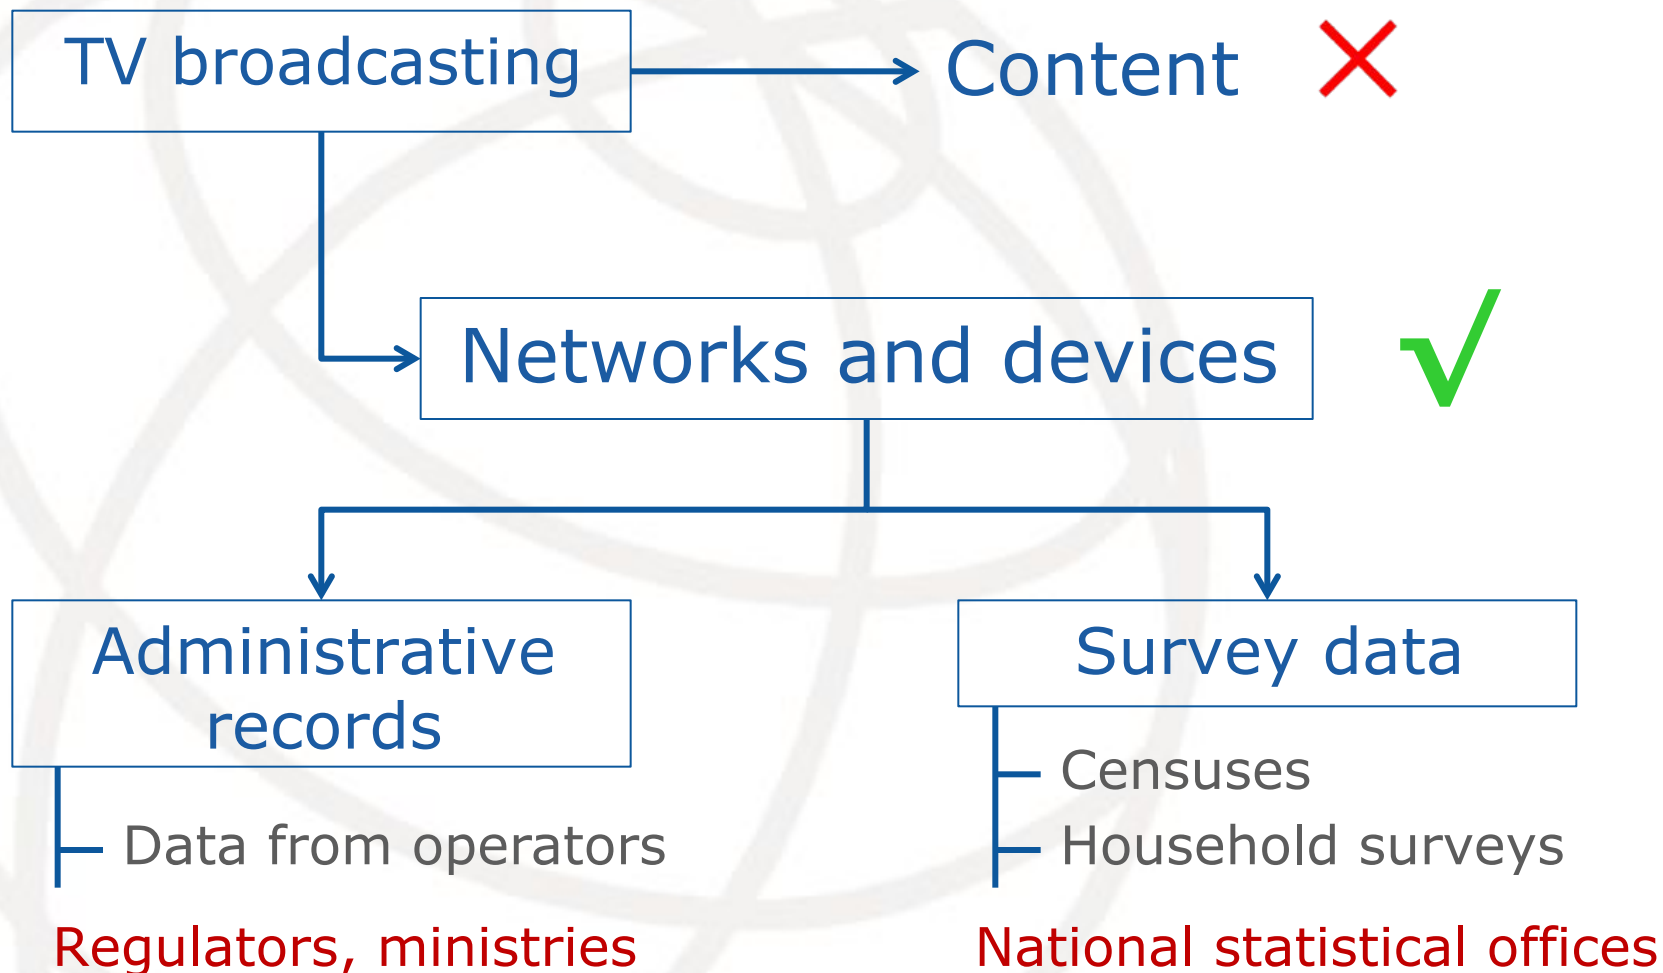 TV broadcasting
Content
Networks and devices
Administrative
records
Data from operators
Regulators, ministries
Survey data
Censuses
Household surveys
National statistical offices